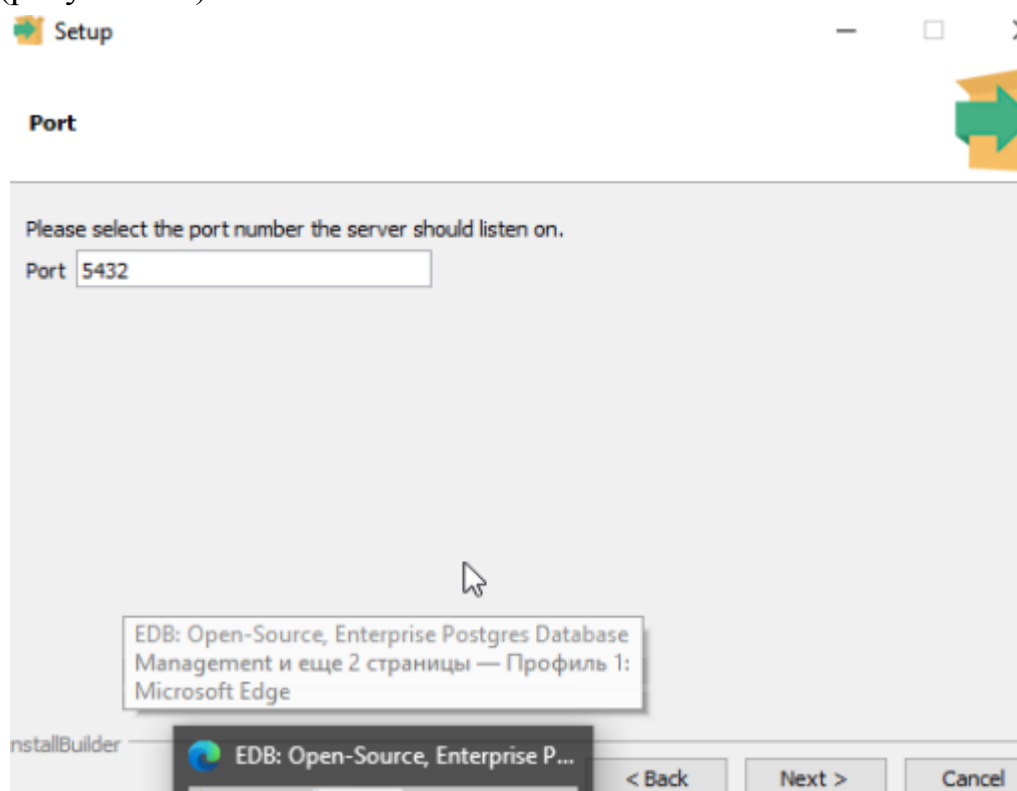 Setup
Port
Please select the port number the server should listen on.
Port 5432
EDB: Open-Source, Enterprise Postgres Database
Management и еще 2 страницы — Профиль 1:
Microsoft Edge
nstallBuilder
EDB: Open-Source, Enterprise P...
< Back Next > Cancel